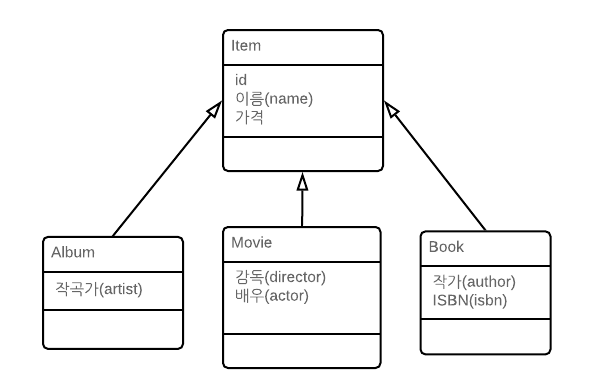 Item
id
이름(name)
가격
Album
작곡가(artist)
Movie
감독(director)
배우(actor)
Book
작가(author)
ISBN(isbn)